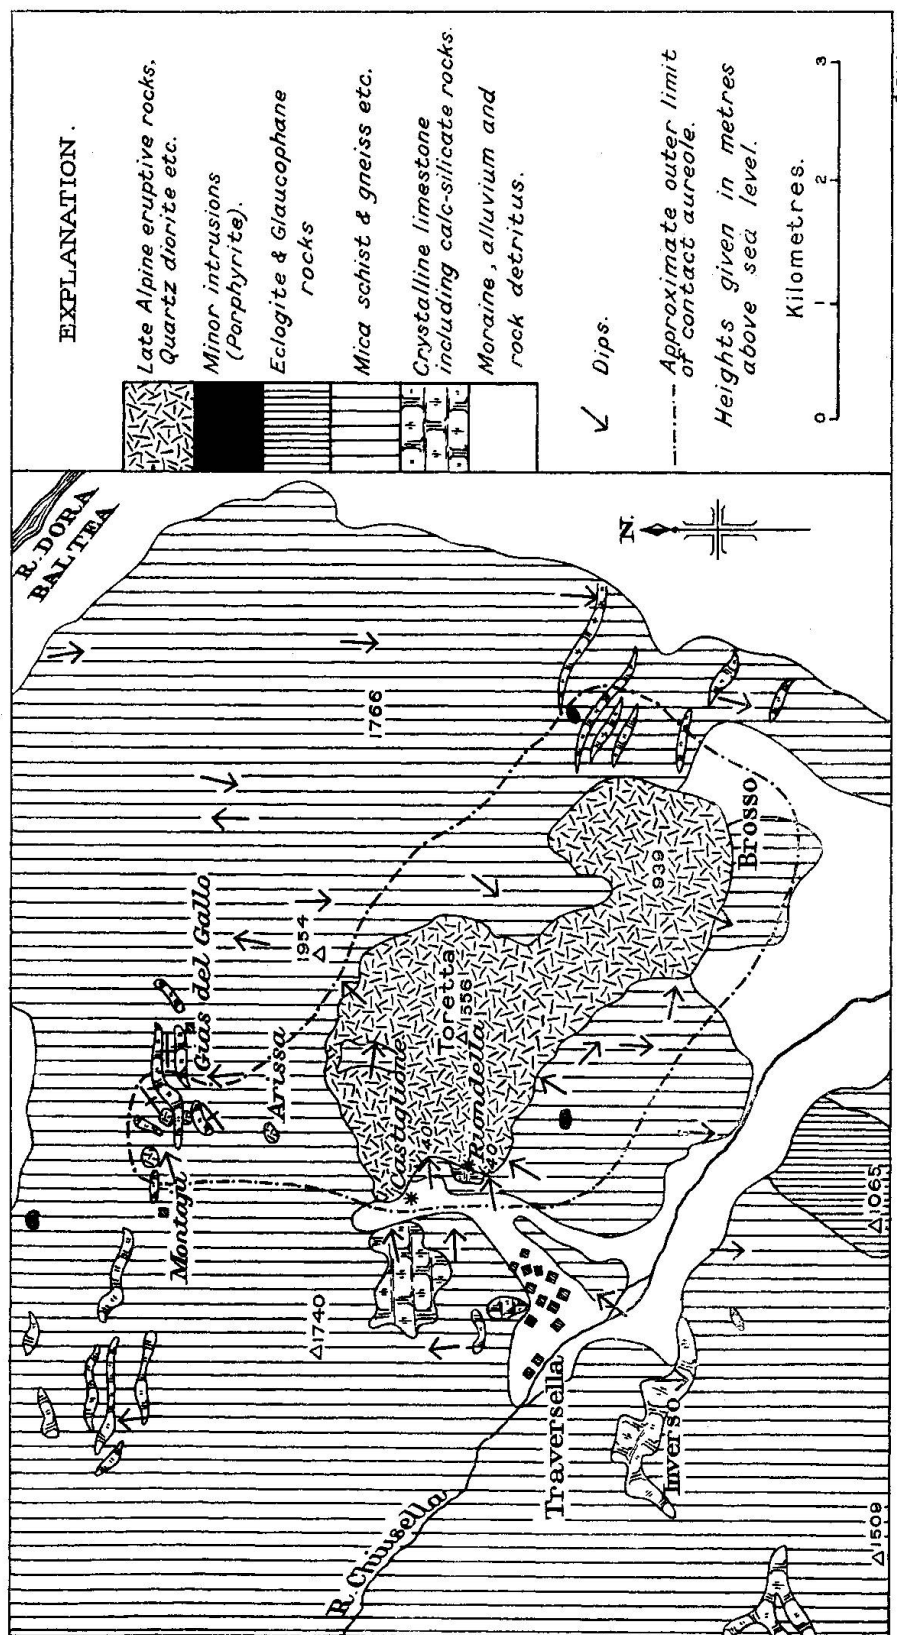 EXPLANATION.
Late Alpine eruptive rocks,
Quartz diorite etc.
Minor intrusions
(Porphyrite).
Eclogite & Glaucophane
rocks
Mica schist & gneiss etc.
Crystalline limestone
including calc-silicate rocks.
Moraine, alluvium and
rock detritus.
Dips.
Approximate outer limit
of contact aureole.
Heights given in metres
above sea level.
Kilometres.
0 1 2 3
R. DORA
BALTEA
N.
1766
Gias del Gallo
1954
Arissa
Montaju
Castiglione
40
Toretta
1556
Riondella
40
939
Brosso
1740
Traversella
Inverso
R. Chiusella
1065
1509